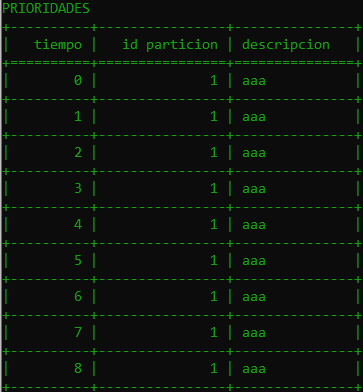 PRIORIDADES
tiempo | id particion | descripcion
0 | 1 | aaa
1 | 1 | aaa
2 | 1 | aaa
3 | 1 | aaa
4 | 1 | aaa
5 | 1 | aaa
6 | 1 | aaa
7 | 1 | aaa
8 | 1 | aaa